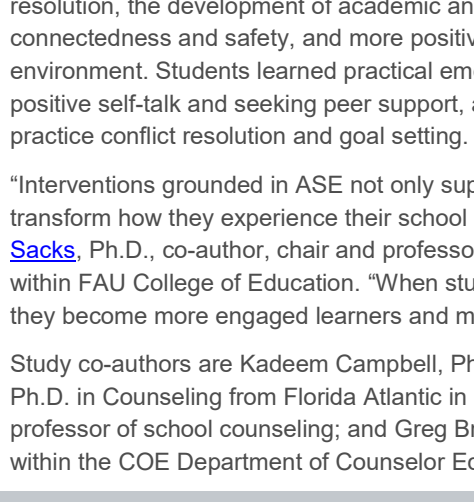 resolution, the development of academic an
connectedness and safety, and more positiv
environment. Students learned practical em
positive self-talk and seeking peer support,
practice conflict resolution and goal setting.
“Interventions grounded in ASE not only sup
transform how they experience their school
Sacks, Ph.D., co-author, chair and professo
within FAU College of Education. “When stu
they become more engaged learners and m
Study co-authors are Kadeem Campbell, Ph
Ph.D. in Counseling from Florida Atlantic in
professor of school counseling; and Greg Br
within the COE Department of Counselor Ec